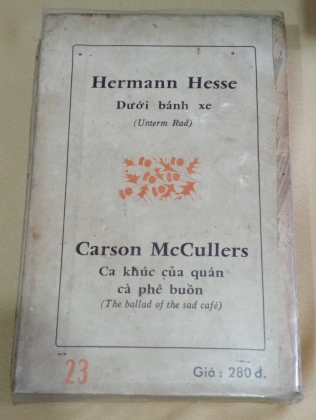 Hermann Hesse
Dưới bánh xe
(Unterm Rad)
Carson McCullers
Ca khúc của quán
cà phê buồn
(The ballad of the sad café)
23
Giá : 280 đ.